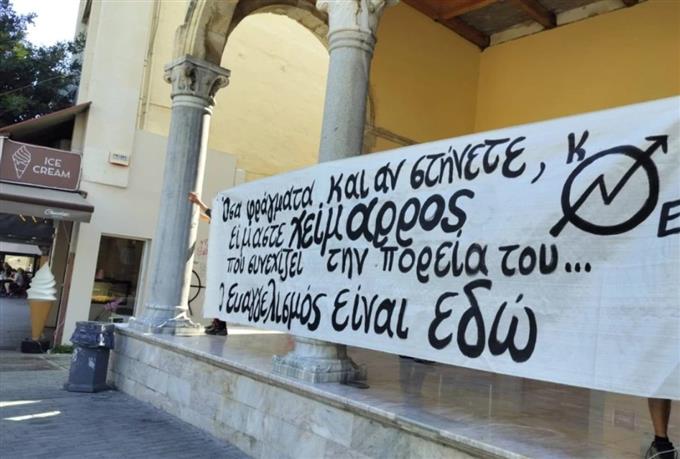 ICE
CREAM
Όσα φράγματα και αν στήνετε, κ
Είμαστε χείμαρρος
που συνεχίζει την πορεία του...
Ο Ευαγγελισμός είναι εδώ
Ε